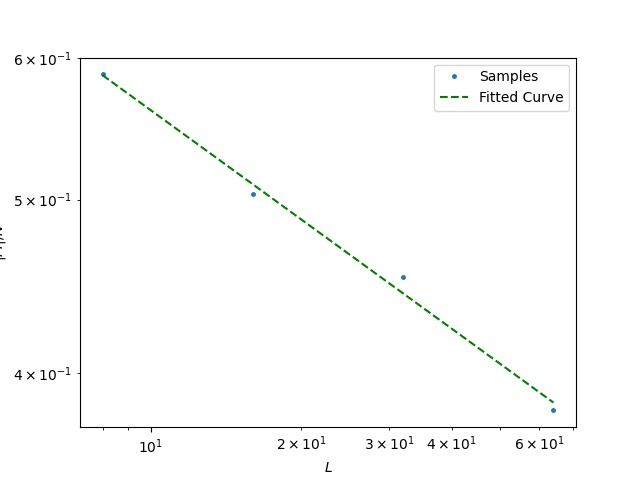 6 × 10⁻¹
5 × 10⁻¹
4 × 10⁻¹
10¹
2 × 10¹
3 × 10¹
4 × 10¹
6 × 10¹
L
Samples
Fitted Curve